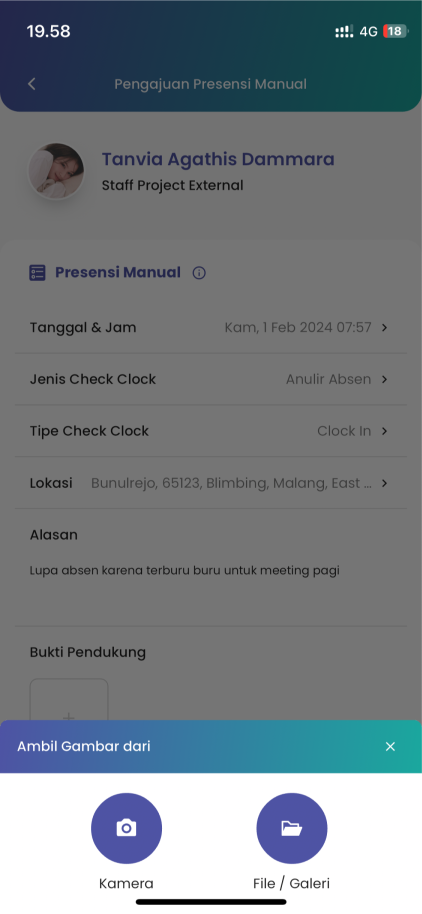 19.58
4G 18
Pengajuan Presensi Manual
Tanvia Agathis Dammara
Staff Project External
Presensi Manual
Tanggal & Jam Kam, 1 Feb 2024 07:57
Jenis Check Clock Anulir Absen
Tipe Check Clock Clock In
Lokasi Bunulrejo, 65123, Blimbing, Malang, East ...
Alasan
Lupa absen karena terburu buru untuk meeting pagi
Bukti Pendukung
Ambil Gambar dari
Kamera File / Galeri